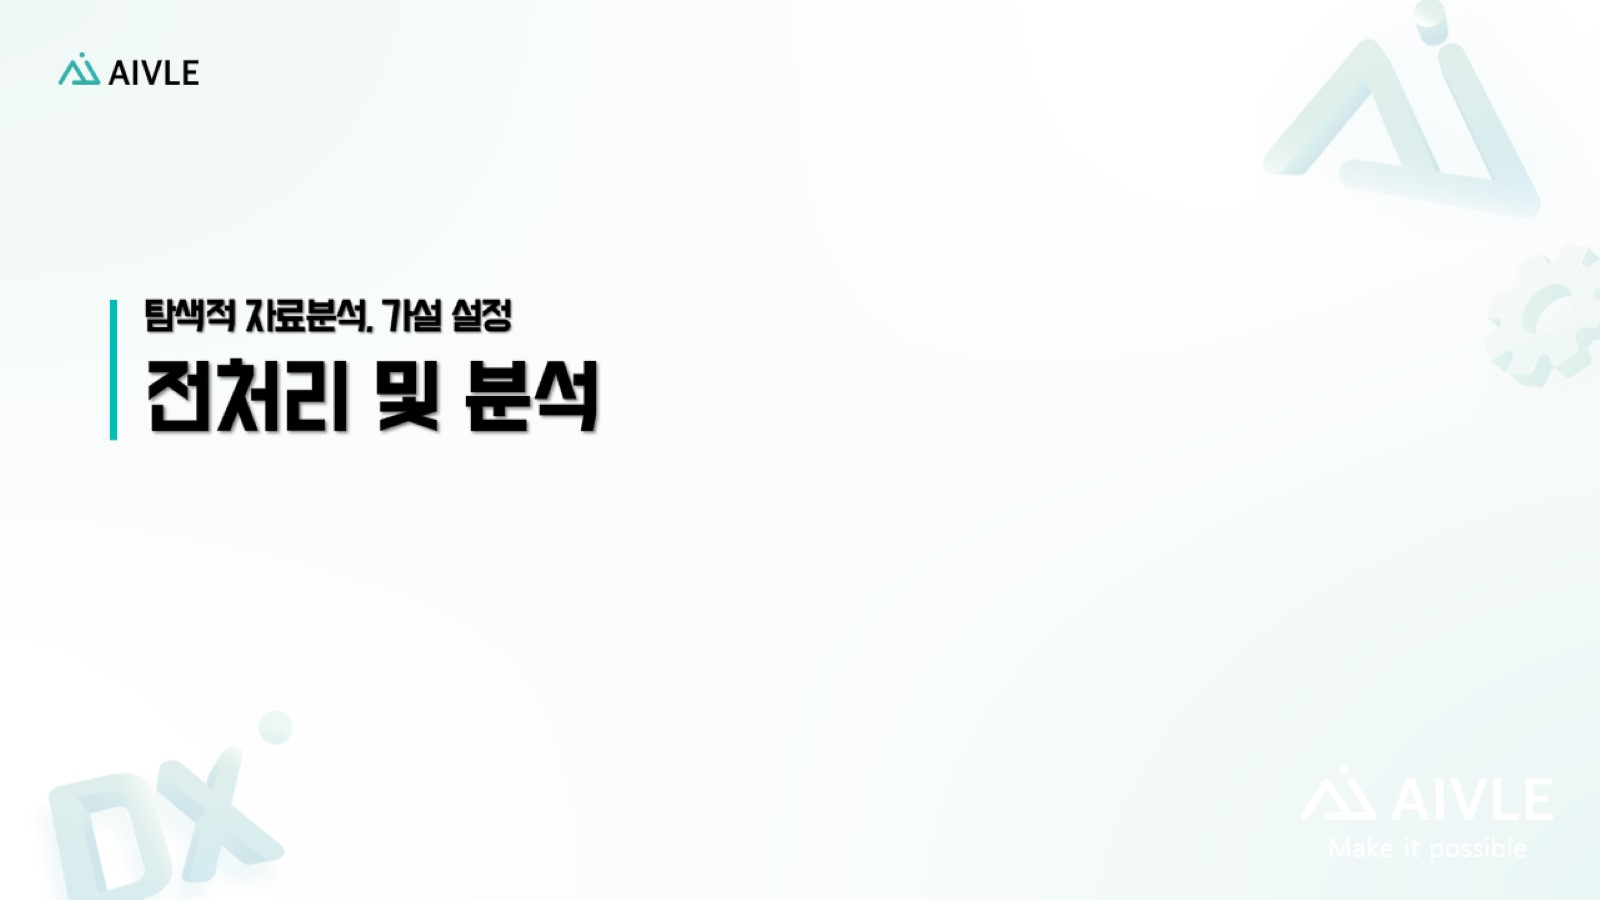 AIVLE
탐색적 자료분석, 가설 설정
전처리 및 분석
Ai
DX
AIVLE
Make it possible